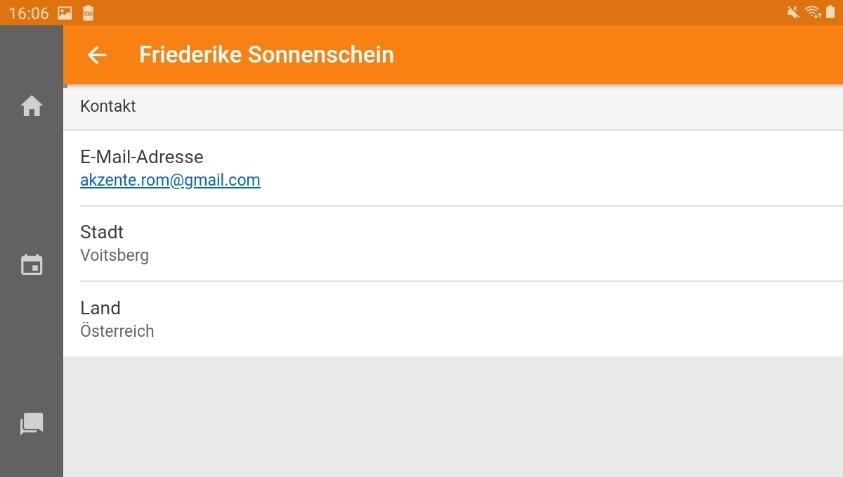 16:06
Friederike Sonnenschein
Kontakt
E-Mail-Adresse
akzente.rom@gmail.com
Stadt
Voitsberg
Land
Österreich